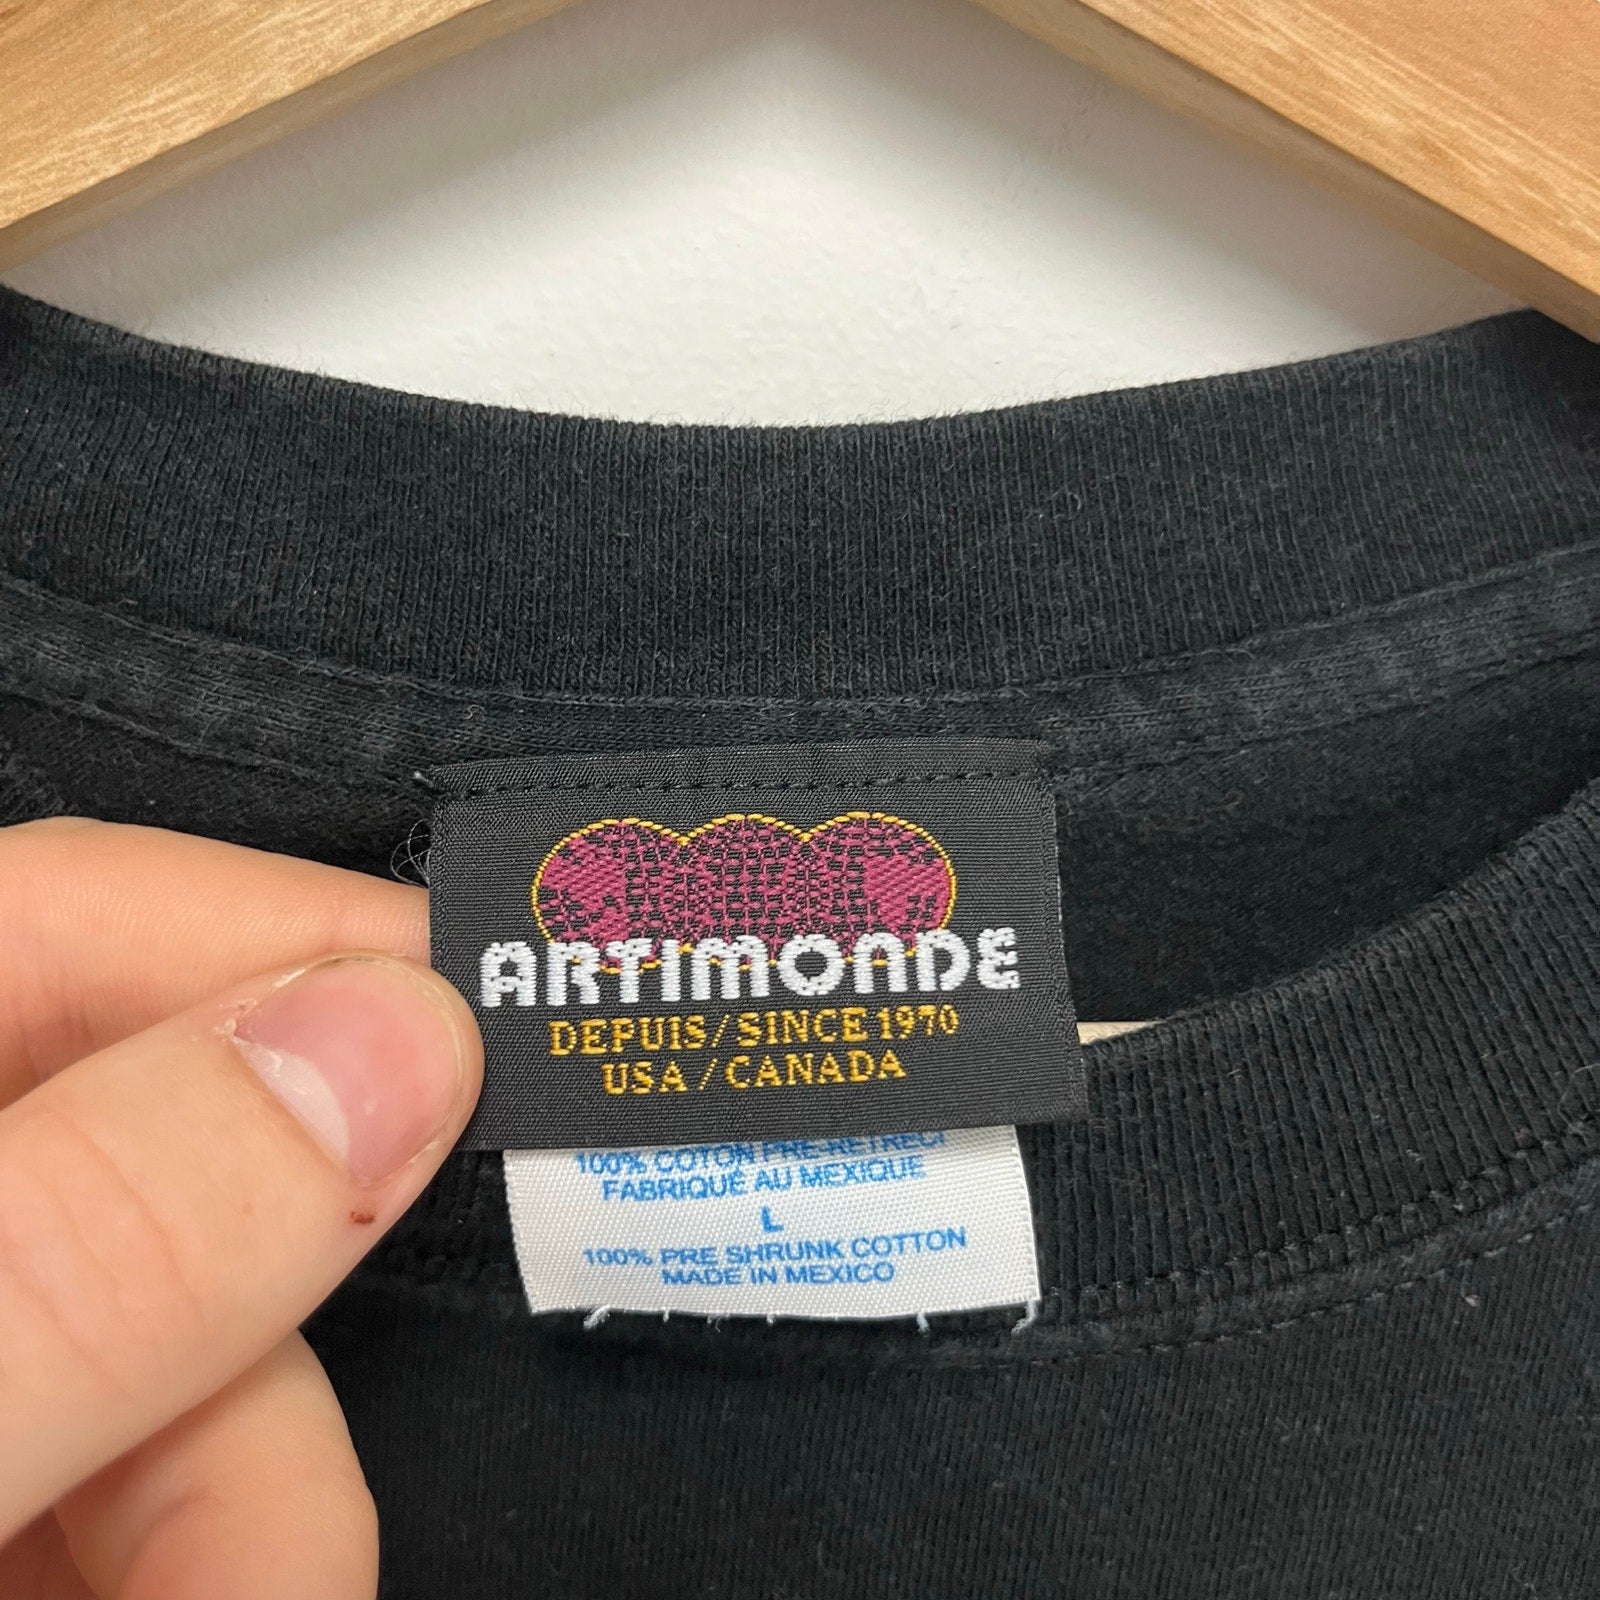 ARTIMONDE
DEPUIS/SINCE 1970
USA/CANADA
100% COTON PRE-RETRECI
FABRIQUE AU MEXIQUE
L
100% PRE SHRUNK COTTON
MADE IN MEXICO